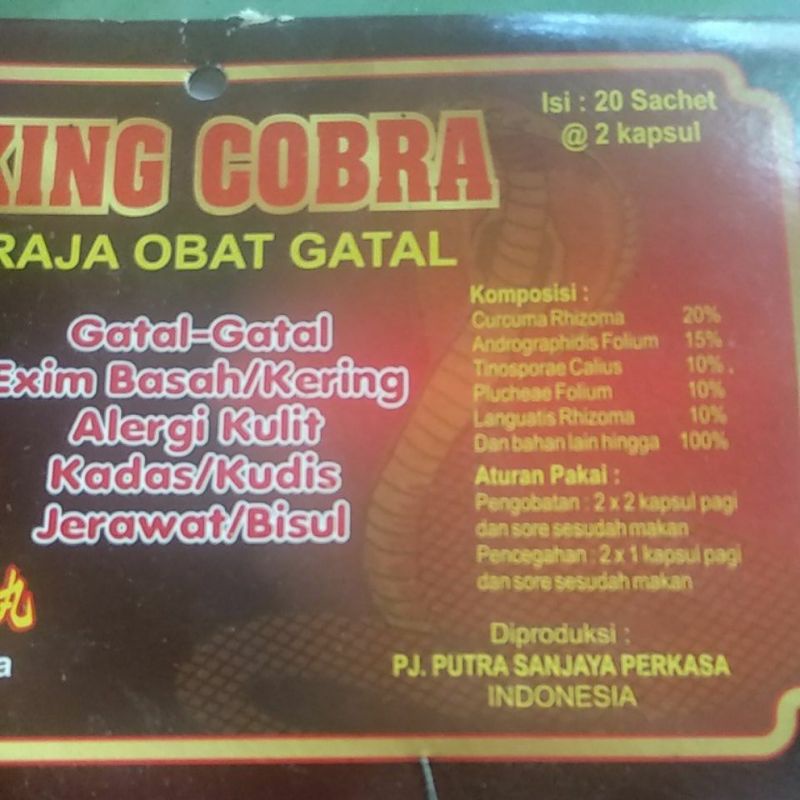 KING COBRA
RAJA OBAT GATAL
Isi : 20 Sachet
@ 2 kapsul
Gatal-Gatal
Exim Basah/Kering
Alergi Kulit
Kadas/Kudis
Jerawat/Bisul
丸
a
Komposisi :
Curcuma Rhizoma 20%
Andrographidis Folium 15%
Tinosporae Calius 10%
Plucheae Folium 10%
Languatis Rhizoma 10%
Dan bahan lain hingga 100%
Aturan Pakai :
Pengobatan : 2 x 2 kapsul pagi
dan sore sesudah makan
Pencegahan : 2 x 1 kapsul pagi
dan sore sesudah makan
Diproduksi :
PJ. PUTRA SANJAYA PERKASA
INDONESIA